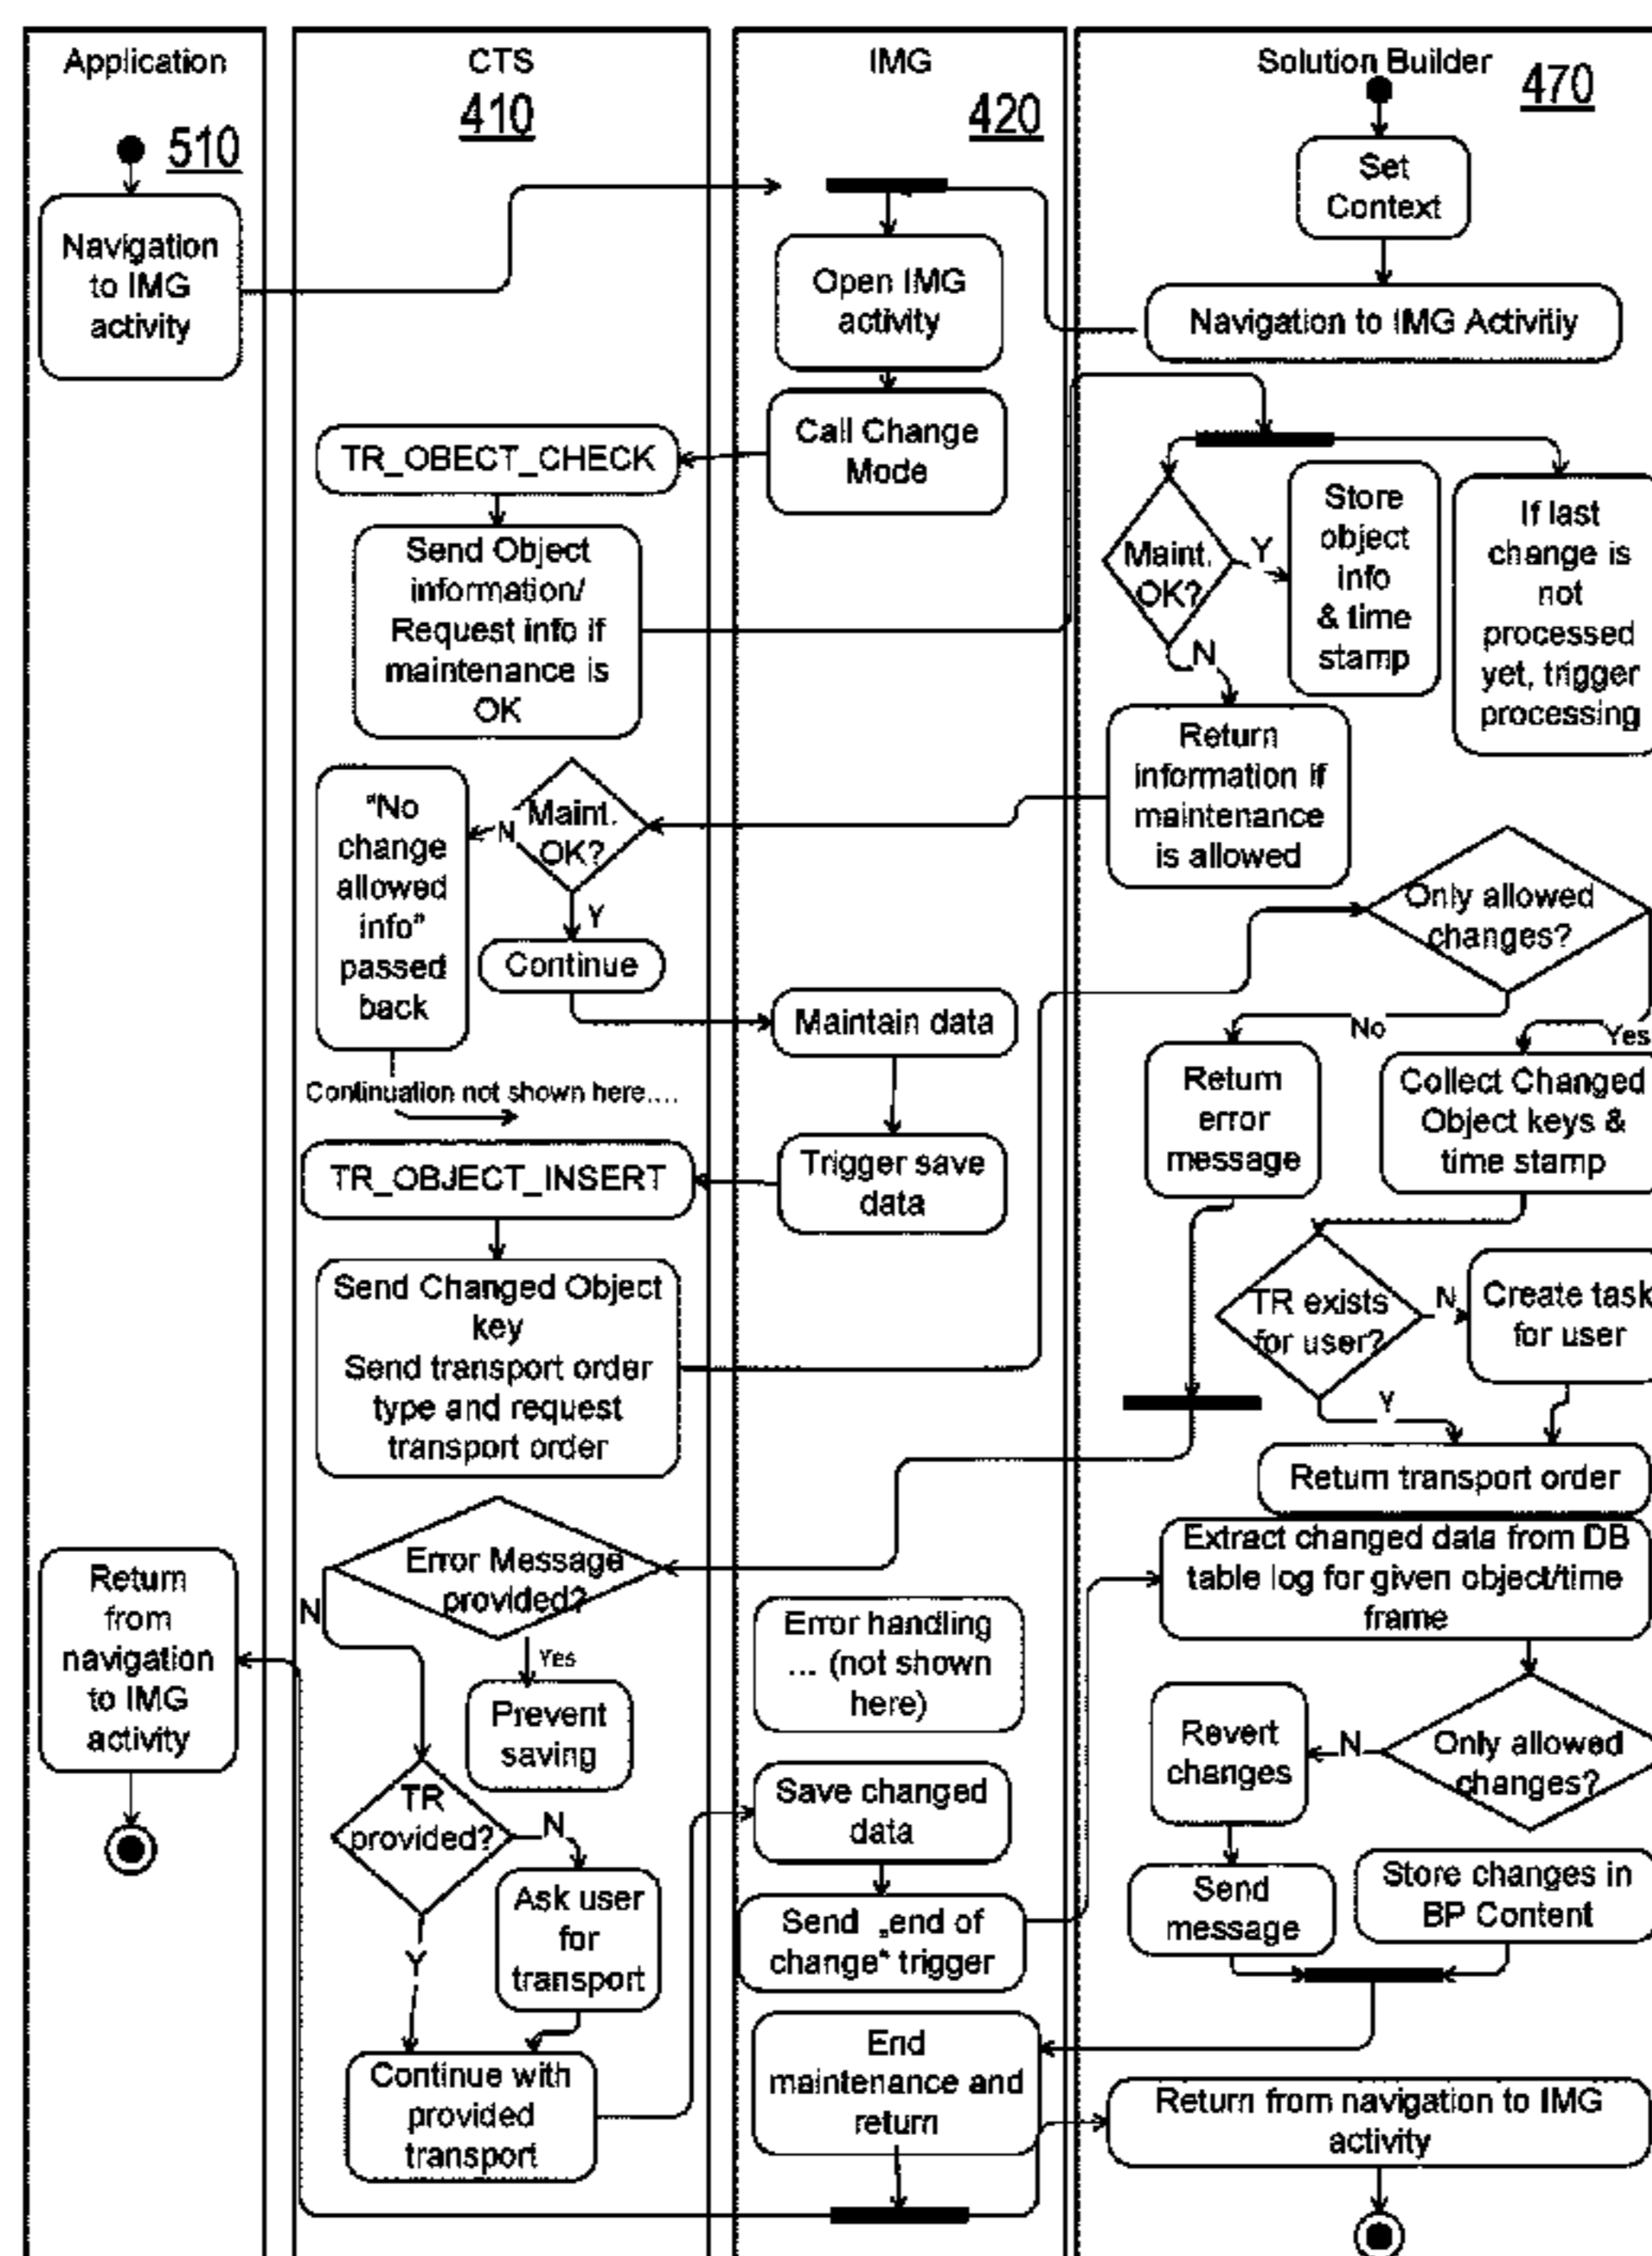 Application
510
Navigation
to IMG
activity
Return
from
navigation
to IMG
activity
CTS
410
TR_OBECT_CHECK
Send Object
information/
Request info if
maintenance is
OK
Maint.
OK?
N
Y
"No
change
allowed
info"
passed
back
Continue
Continuation not shown here....
TR_OBJECT_INSERT
Send Changed Object
key
Send transport order
type and request
transport order
Error Message
provided?
N
Yes
Prevent
saving
TR
provided?
N
Y
Ask user
for
transport
Continue with
provided
transport
IMG
420
Open IMG
activity
Call Change
Mode
Maintain data
Trigger save
data
Error handling
... (not shown
here)
Save changed
data
Send „end of
change“ trigger
End
maintenance and
return
Solution Builder
470
Set
Context
Navigation to IMG Activitiy
Maint.
OK?
Y
N
Store
object
info
& time
stamp
If last
change is
not
processed
yet, trigger
processing
Return
information if
maintenance
is allowed
Only allowed
changes?
No
Yes
Return
error
message
Collect Changed
Object keys &
time stamp
TR exists
for user?
N
Y
Create task
for user
Return transport order
Extract changed data from DB
table log for given object/time
frame
Only allowed
changes?
N
Revert
changes
Send
message
Store changes in
BP Content
Return from navigation to IMG
activity